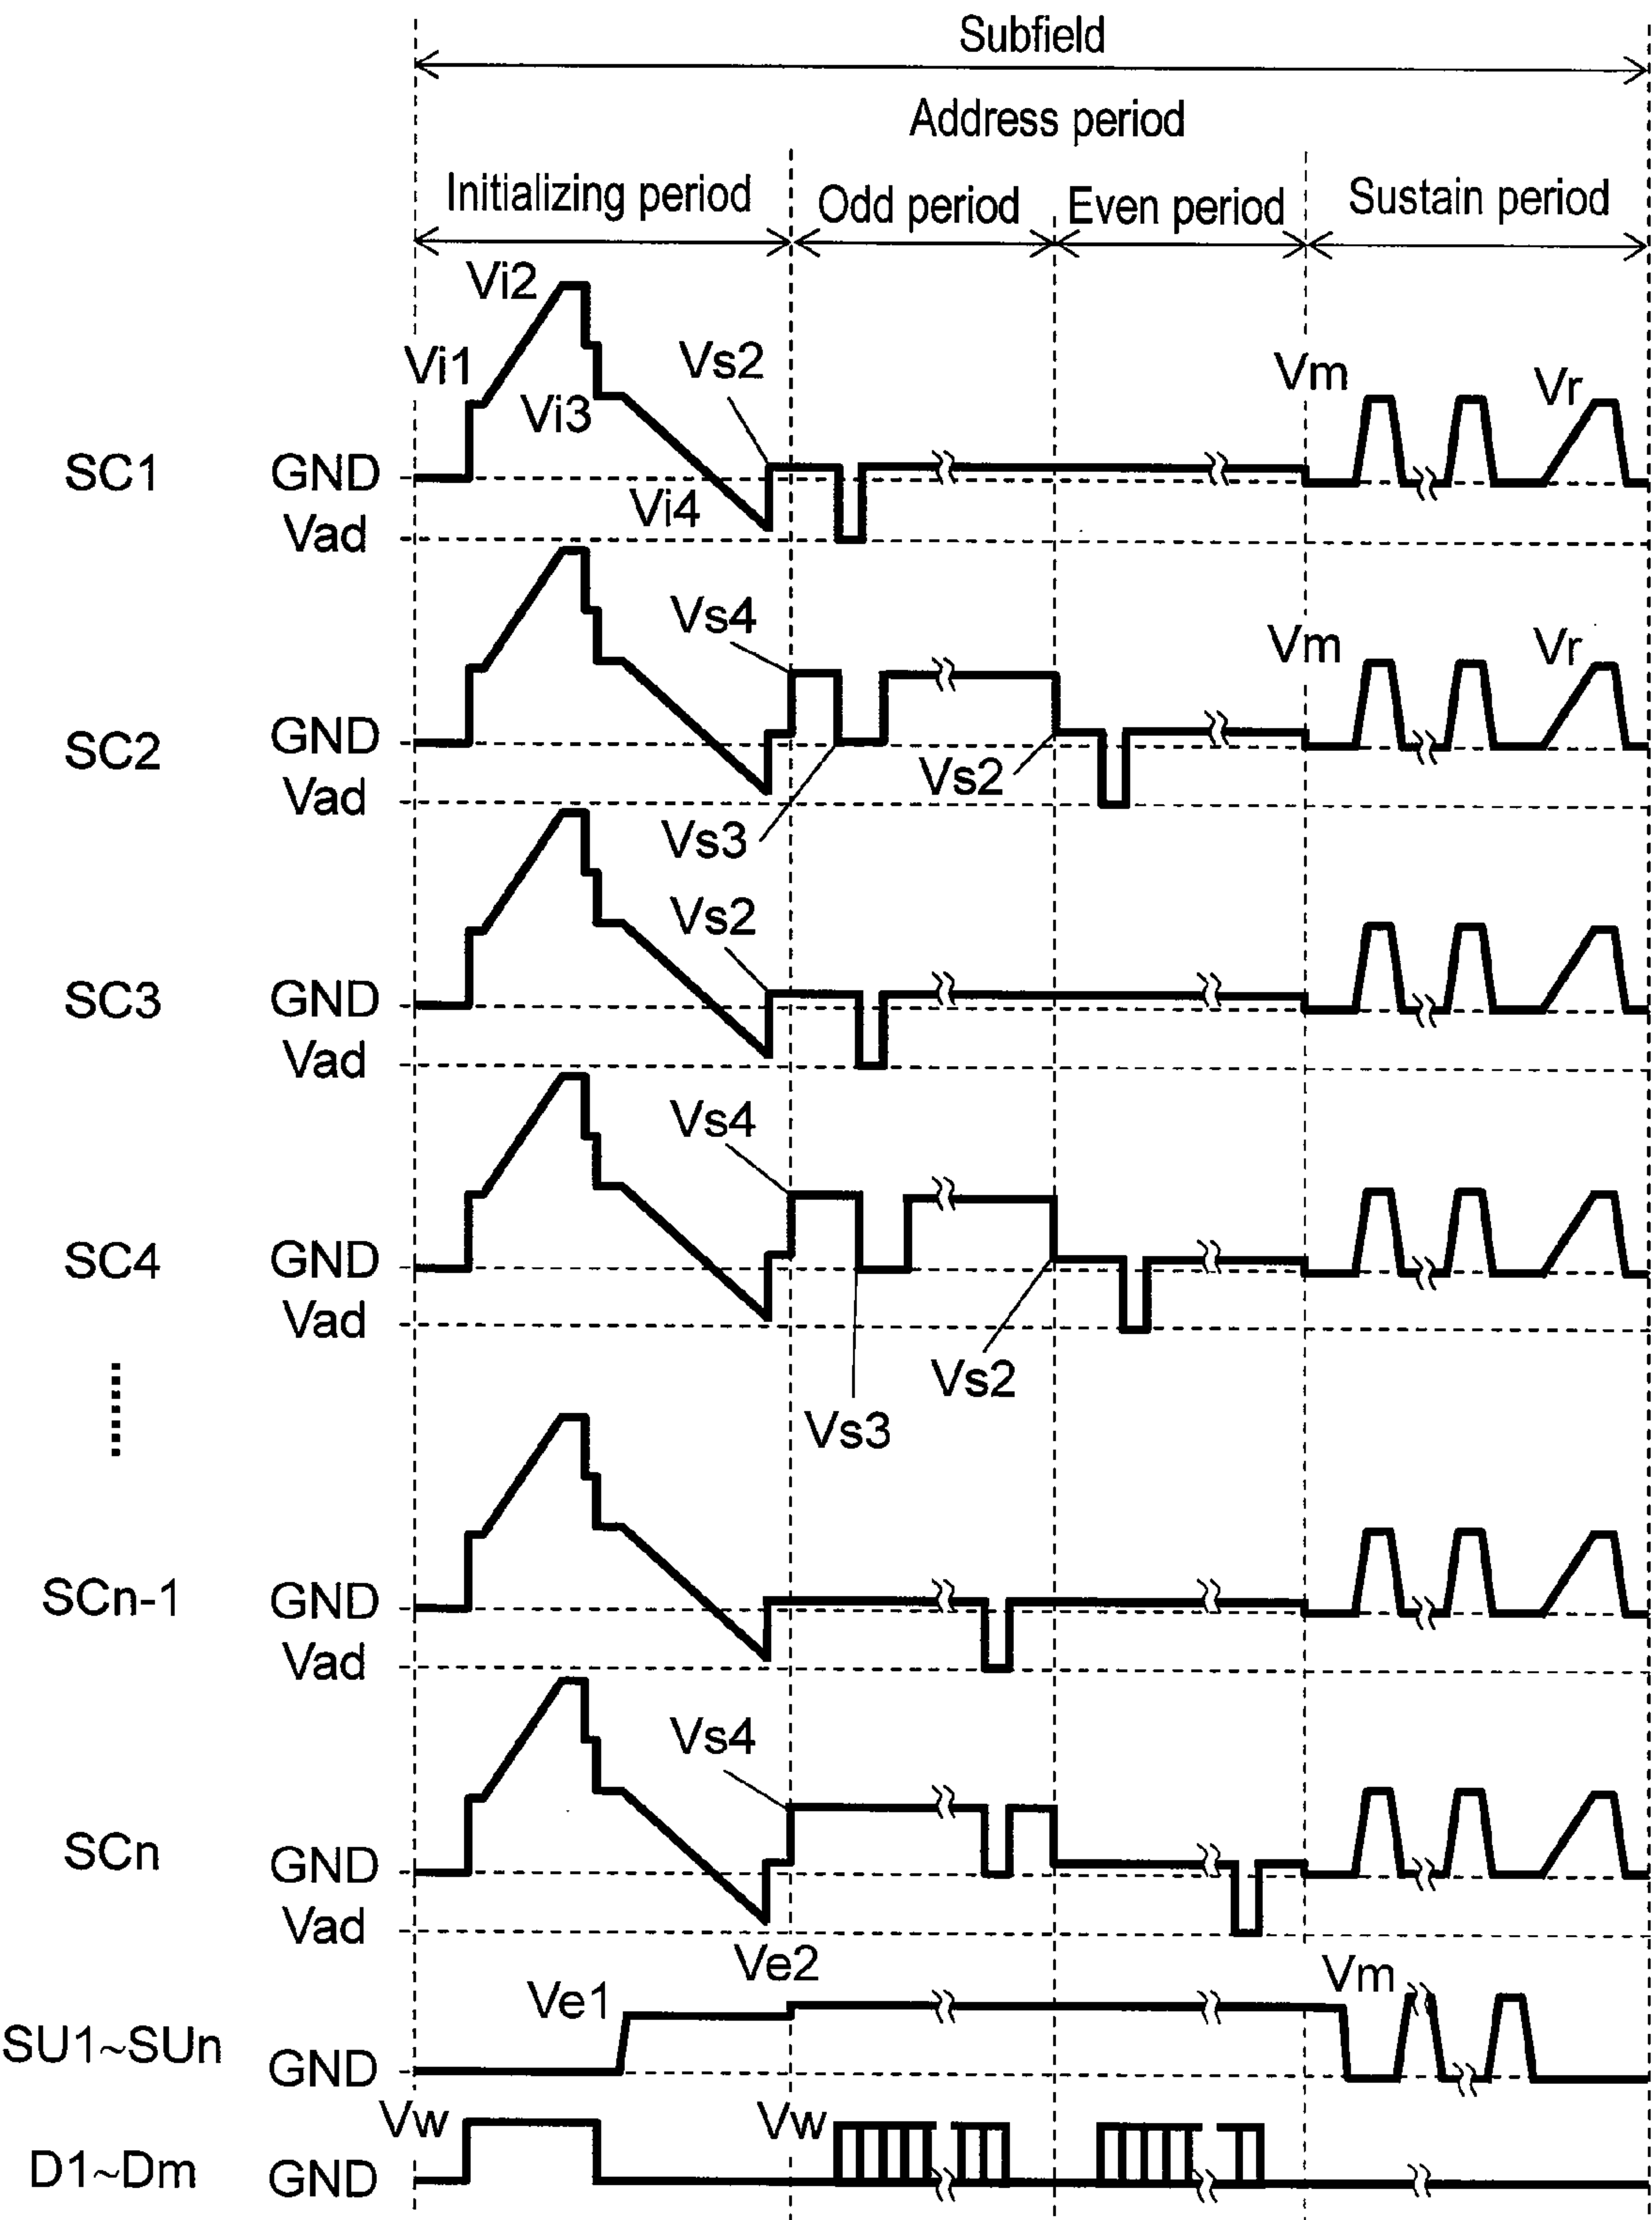 Subfield
Address period
Initializing period
Odd period
Even period
Sustain period
Vi2
Vi1
Vi3
Vs2
Vm
Vr
SC1
GND
Vi4
Vad
Vs4
Vm
Vr
SC2
GND
Vs2
Vad
Vs3
Vs2
SC3
GND
Vad
Vs4
SC4
GND
Vad
Vs2
Vs3
SCn-1
GND
Vad
Vs4
SCn
GND
Vad
Ve2
Ve1
Vm
SU1~SUn
GND
Vw
Vw
D1~Dm
GND